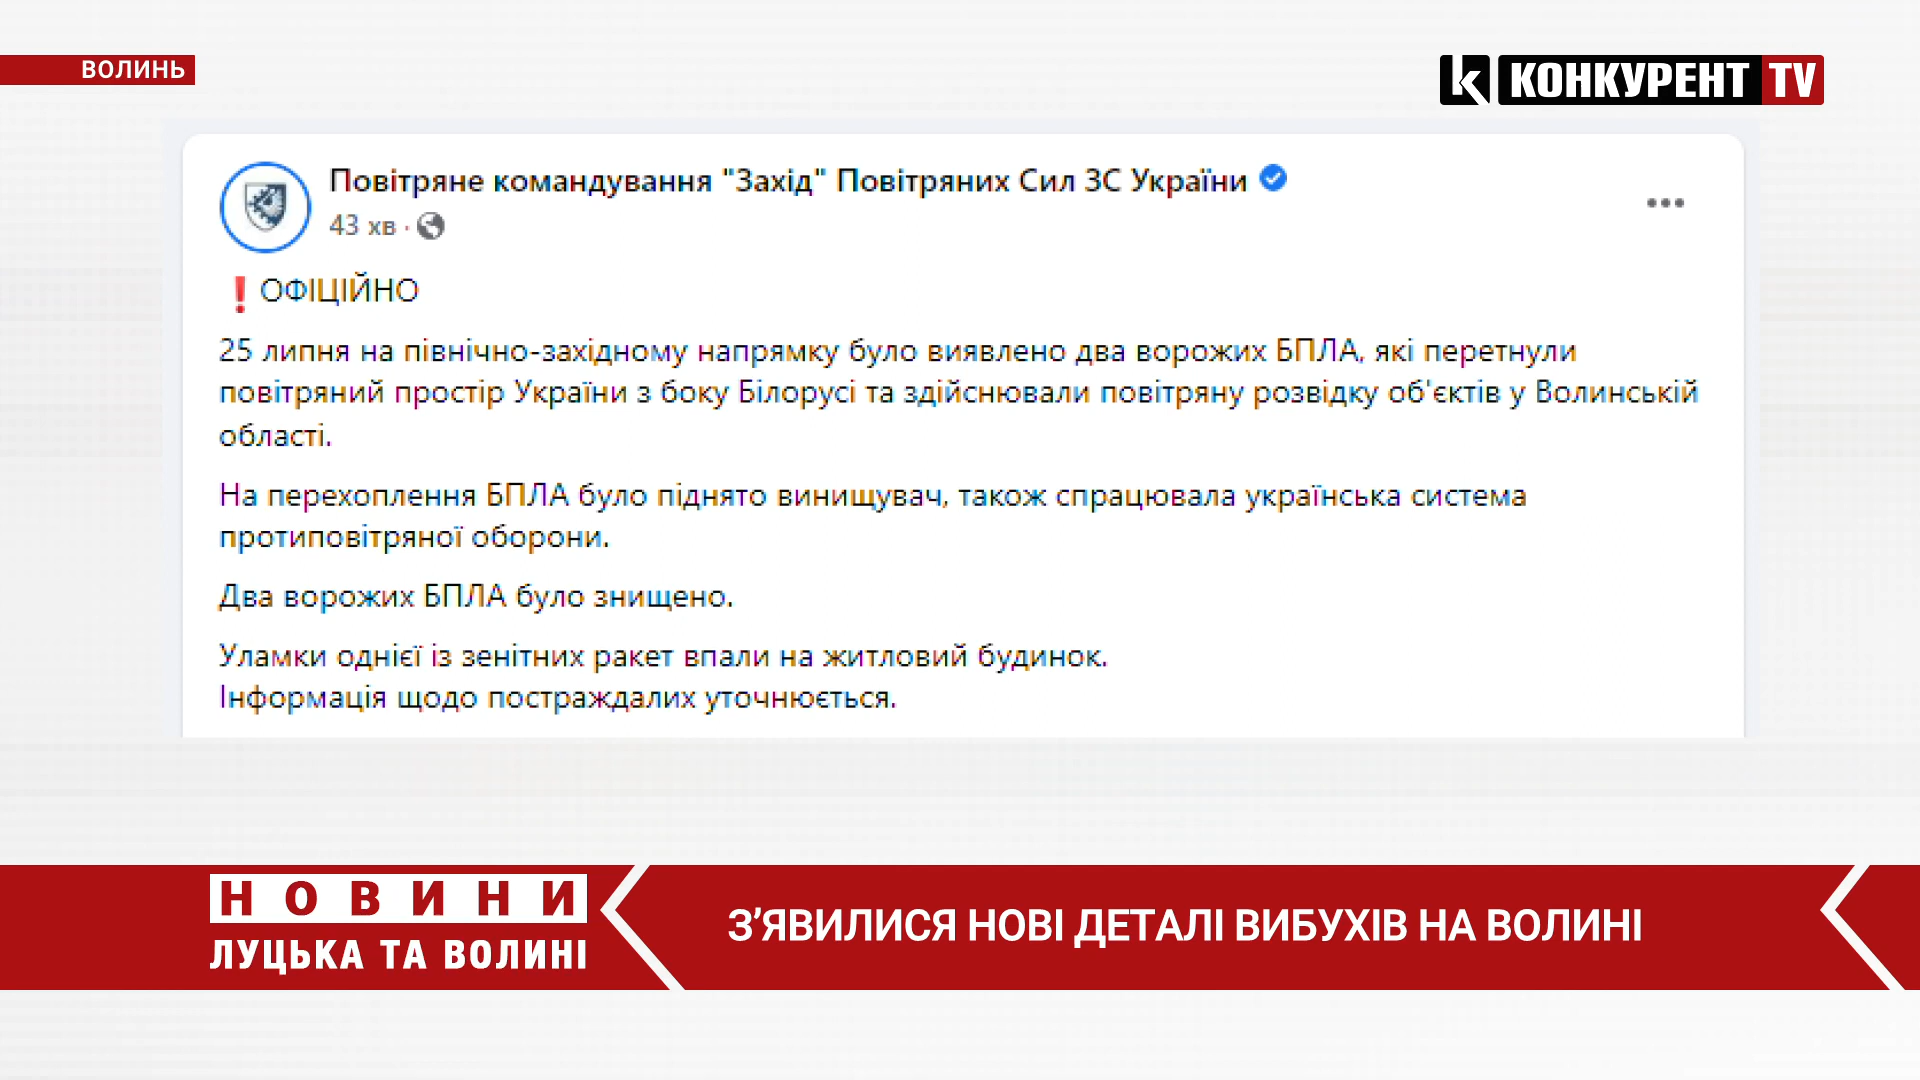 ВОЛИНЬ
k КОНКУРЕНТ TV
Повітряне командування "Захід" Повітряних Сил ЗС України
43 хв ·
❗ОФІЦІЙНО
25 липня на північно-західному напрямку було виявлено два ворожих БПЛА, які перетнули
повітряний простір України з боку Білорусі та здійснювали повітряну розвідку об'єктів у Волинській
області.
На перехоплення БПЛА було піднято винищувач, також спрацювала українська система
протиповітряної оборони.
Два ворожих БПЛА було знищено.
Уламки однієї із зенітних ракет впали на житловий будинок.
Інформація щодо постраждалих уточнюється.
НОВИНИ
ЛУЦЬКА ТА ВОЛИНІ
З’ЯВИЛИСЯ НОВІ ДЕТАЛІ ВИБУХІВ НА ВОЛИНІ